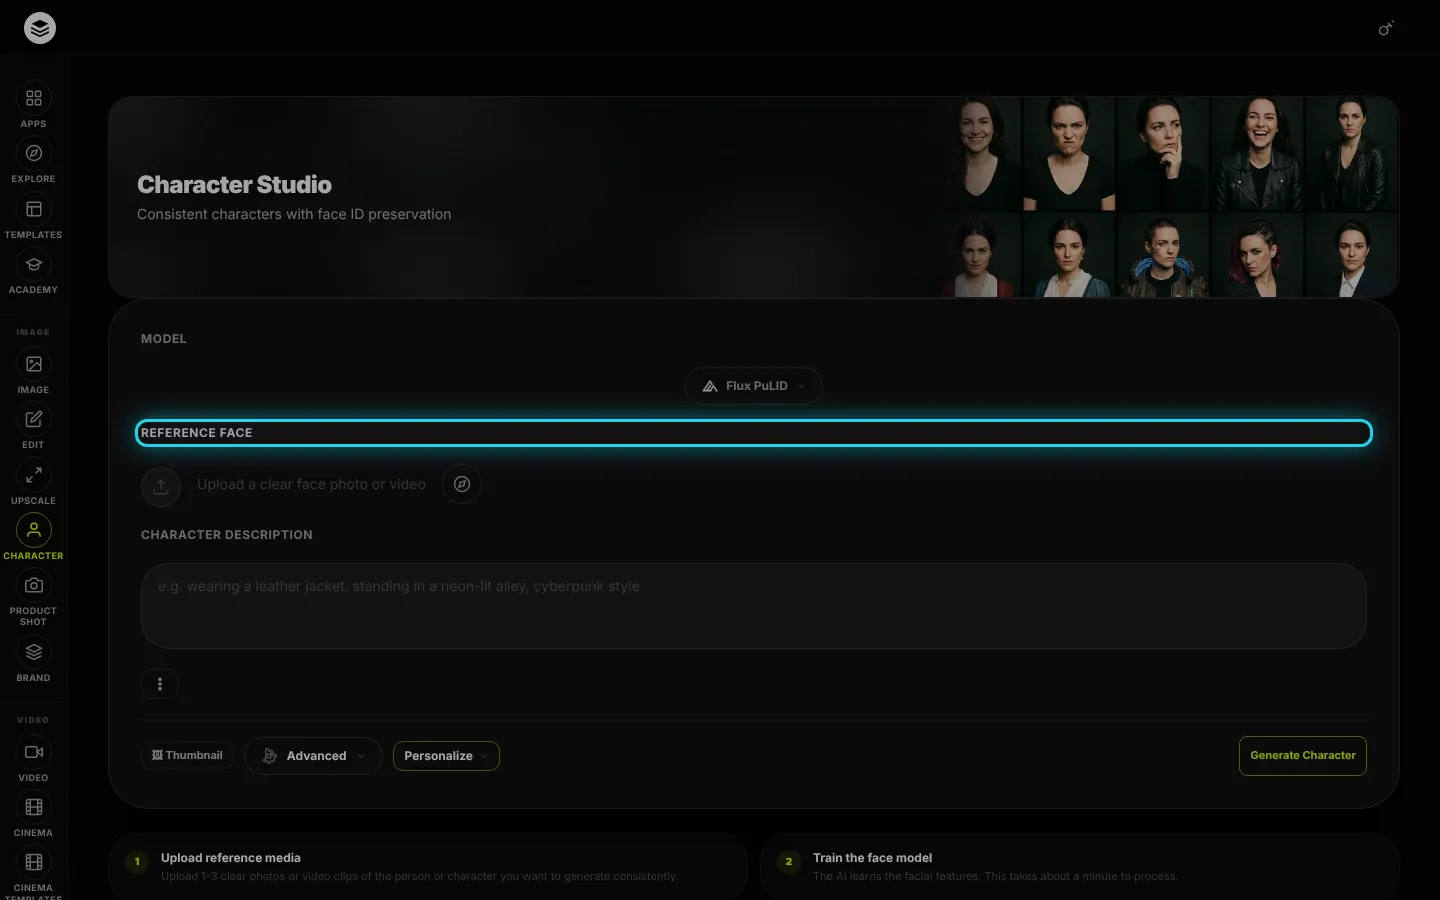 APPS
EXPLORE
TEMPLATES
ACADEMY
IMAGE
IMAGE
EDIT
UPSCALE
CHARACTER
PRODUCT
SHOT
BRAND
VIDEO
VIDEO
CINEMA
CINEMA
TEMPLATES
Character Studio
Consistent characters with face ID preservation
MODEL
Flux PuLID
REFERENCE FACE
Upload a clear face photo or video
CHARACTER DESCRIPTION
e.g. wearing a leather jacket, standing in a neon-lit alley, cyberpunk style
Thumbnail
Advanced
Personalize
Generate Character
1
Upload reference media
Upload 1-3 clear photos or video clips of the person or character you want to generate consistently.
2
Train the face model
The AI learns the facial features. This takes about a minute to process.